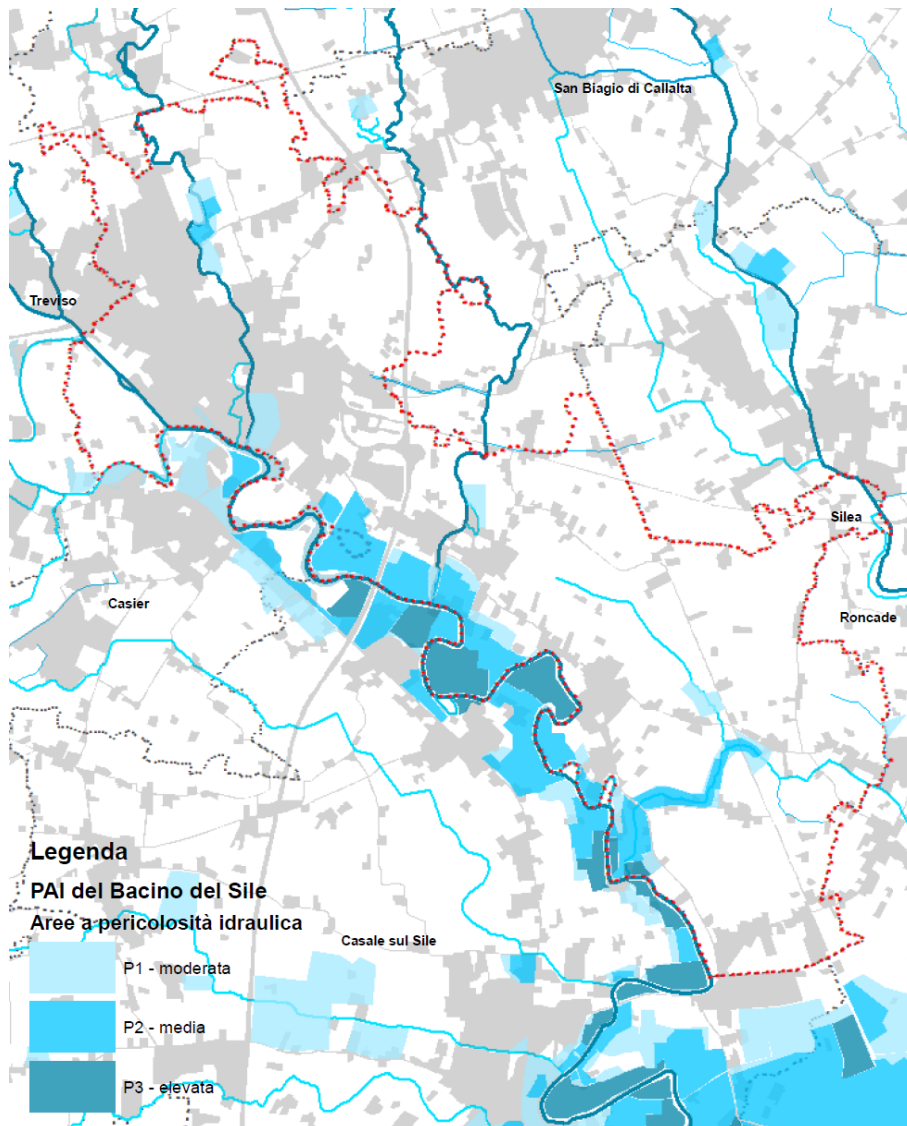 San Biagio di Callalta
Treviso
Silea
Casier
Roncade
Legenda
PAI del Bacino del Sile
Aree a pericolosità idraulica
Casale sul Sile
P1 - moderata
P2 - media
P3 - elevata